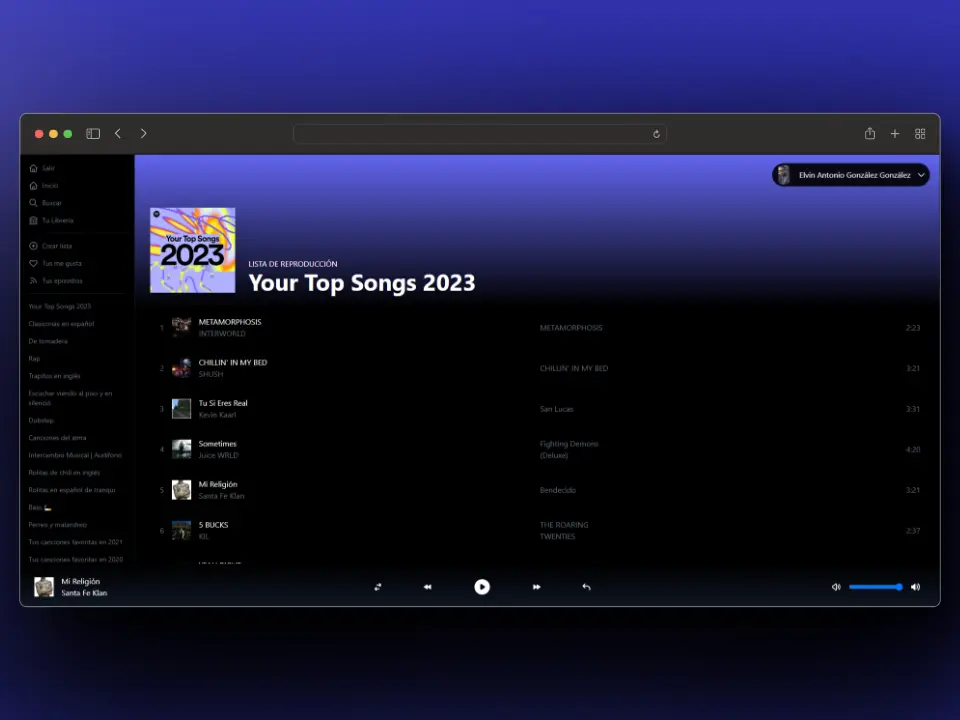 Elvin Antonio González González
Salir
Inicio
Buscar
Tu Librería
Crear lista
Tus me gusta
Tus episodios
Your Top Songs 2023
Clasiconas en español
De tomadera
Rap
Trapitos en inglés
Escuchar viendo al piso y en
silencio
Dubstep
Canciones del alma
Intercambio Musical | Audífono
Rolitas de chill en inglés
Rolitas en español de tranqui
Bajo
Perreo y malandreo
Tus canciones favoritas en 2021
Tus canciones favoritas en 2020
Your Top Songs
2023
LISTA DE REPRODUCCIÓN
Your Top Songs 2023
1 METAMORPHOSIS METAMORPHOSIS 2:23
INTERWORLD
2 CHILLIN' IN MY BED CHILLIN' IN MY BED 3:21
SHUSH
3 Tu Sí Eres Real San Lucas 3:31
Kevin Kaarl
4 Sometimes Fighting Demons 4:20
Juice WRLD (Deluxe)
5 Mi Religión Bendecido 3:21
Santa Fe Klan
6 5 BUCKS THE ROARING 2:37
KIL TWENTIES
Mi Religión
Santa Fe Klan